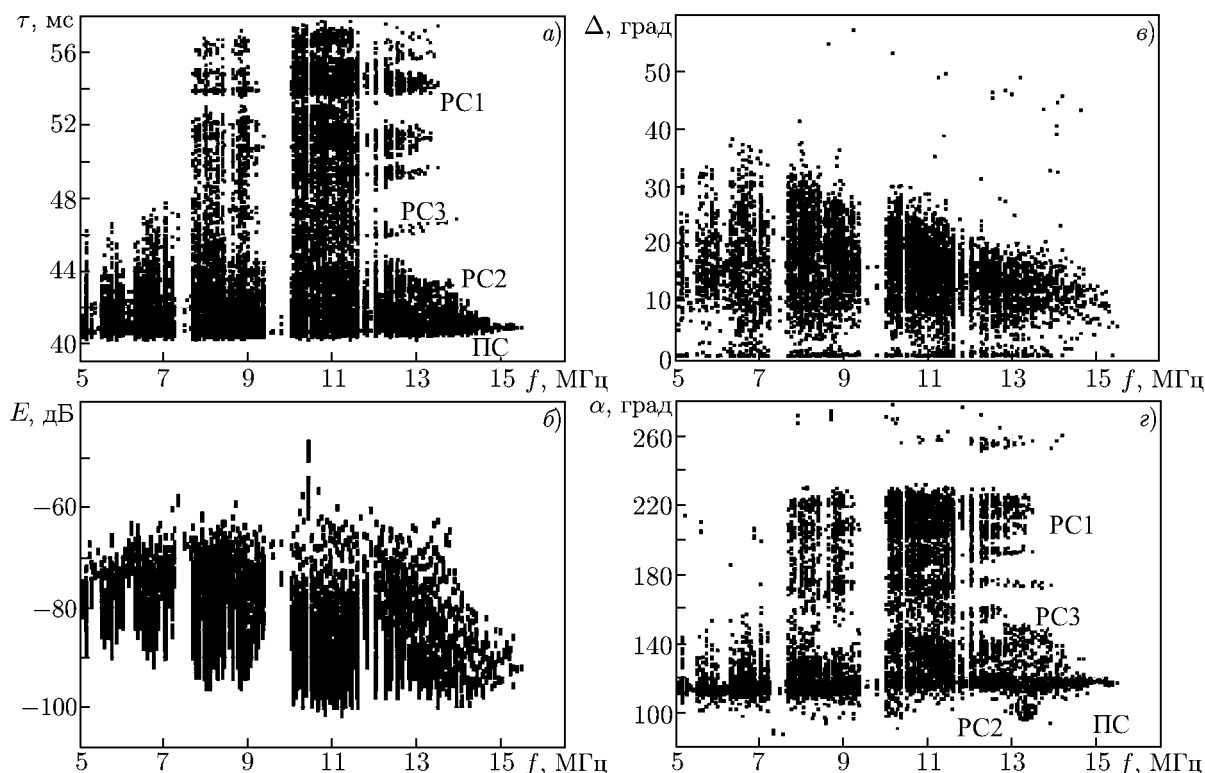 τ, мс
а)
56
52
48
44
40
РС1
РС3
РС2
ПС
5 7 9 11 13 15 f, МГц
Δ, град
в)
50
40
30
20
10
0
5 7 9 11 13 15 f, МГц
E, дБ
б)
−60
−80
−100
5 7 9 11 13 15 f, МГц
α, град
г)
260
220
180
140
100
РС1
РС3
РС2
ПС
5 7 9 11 13 15 f, МГц